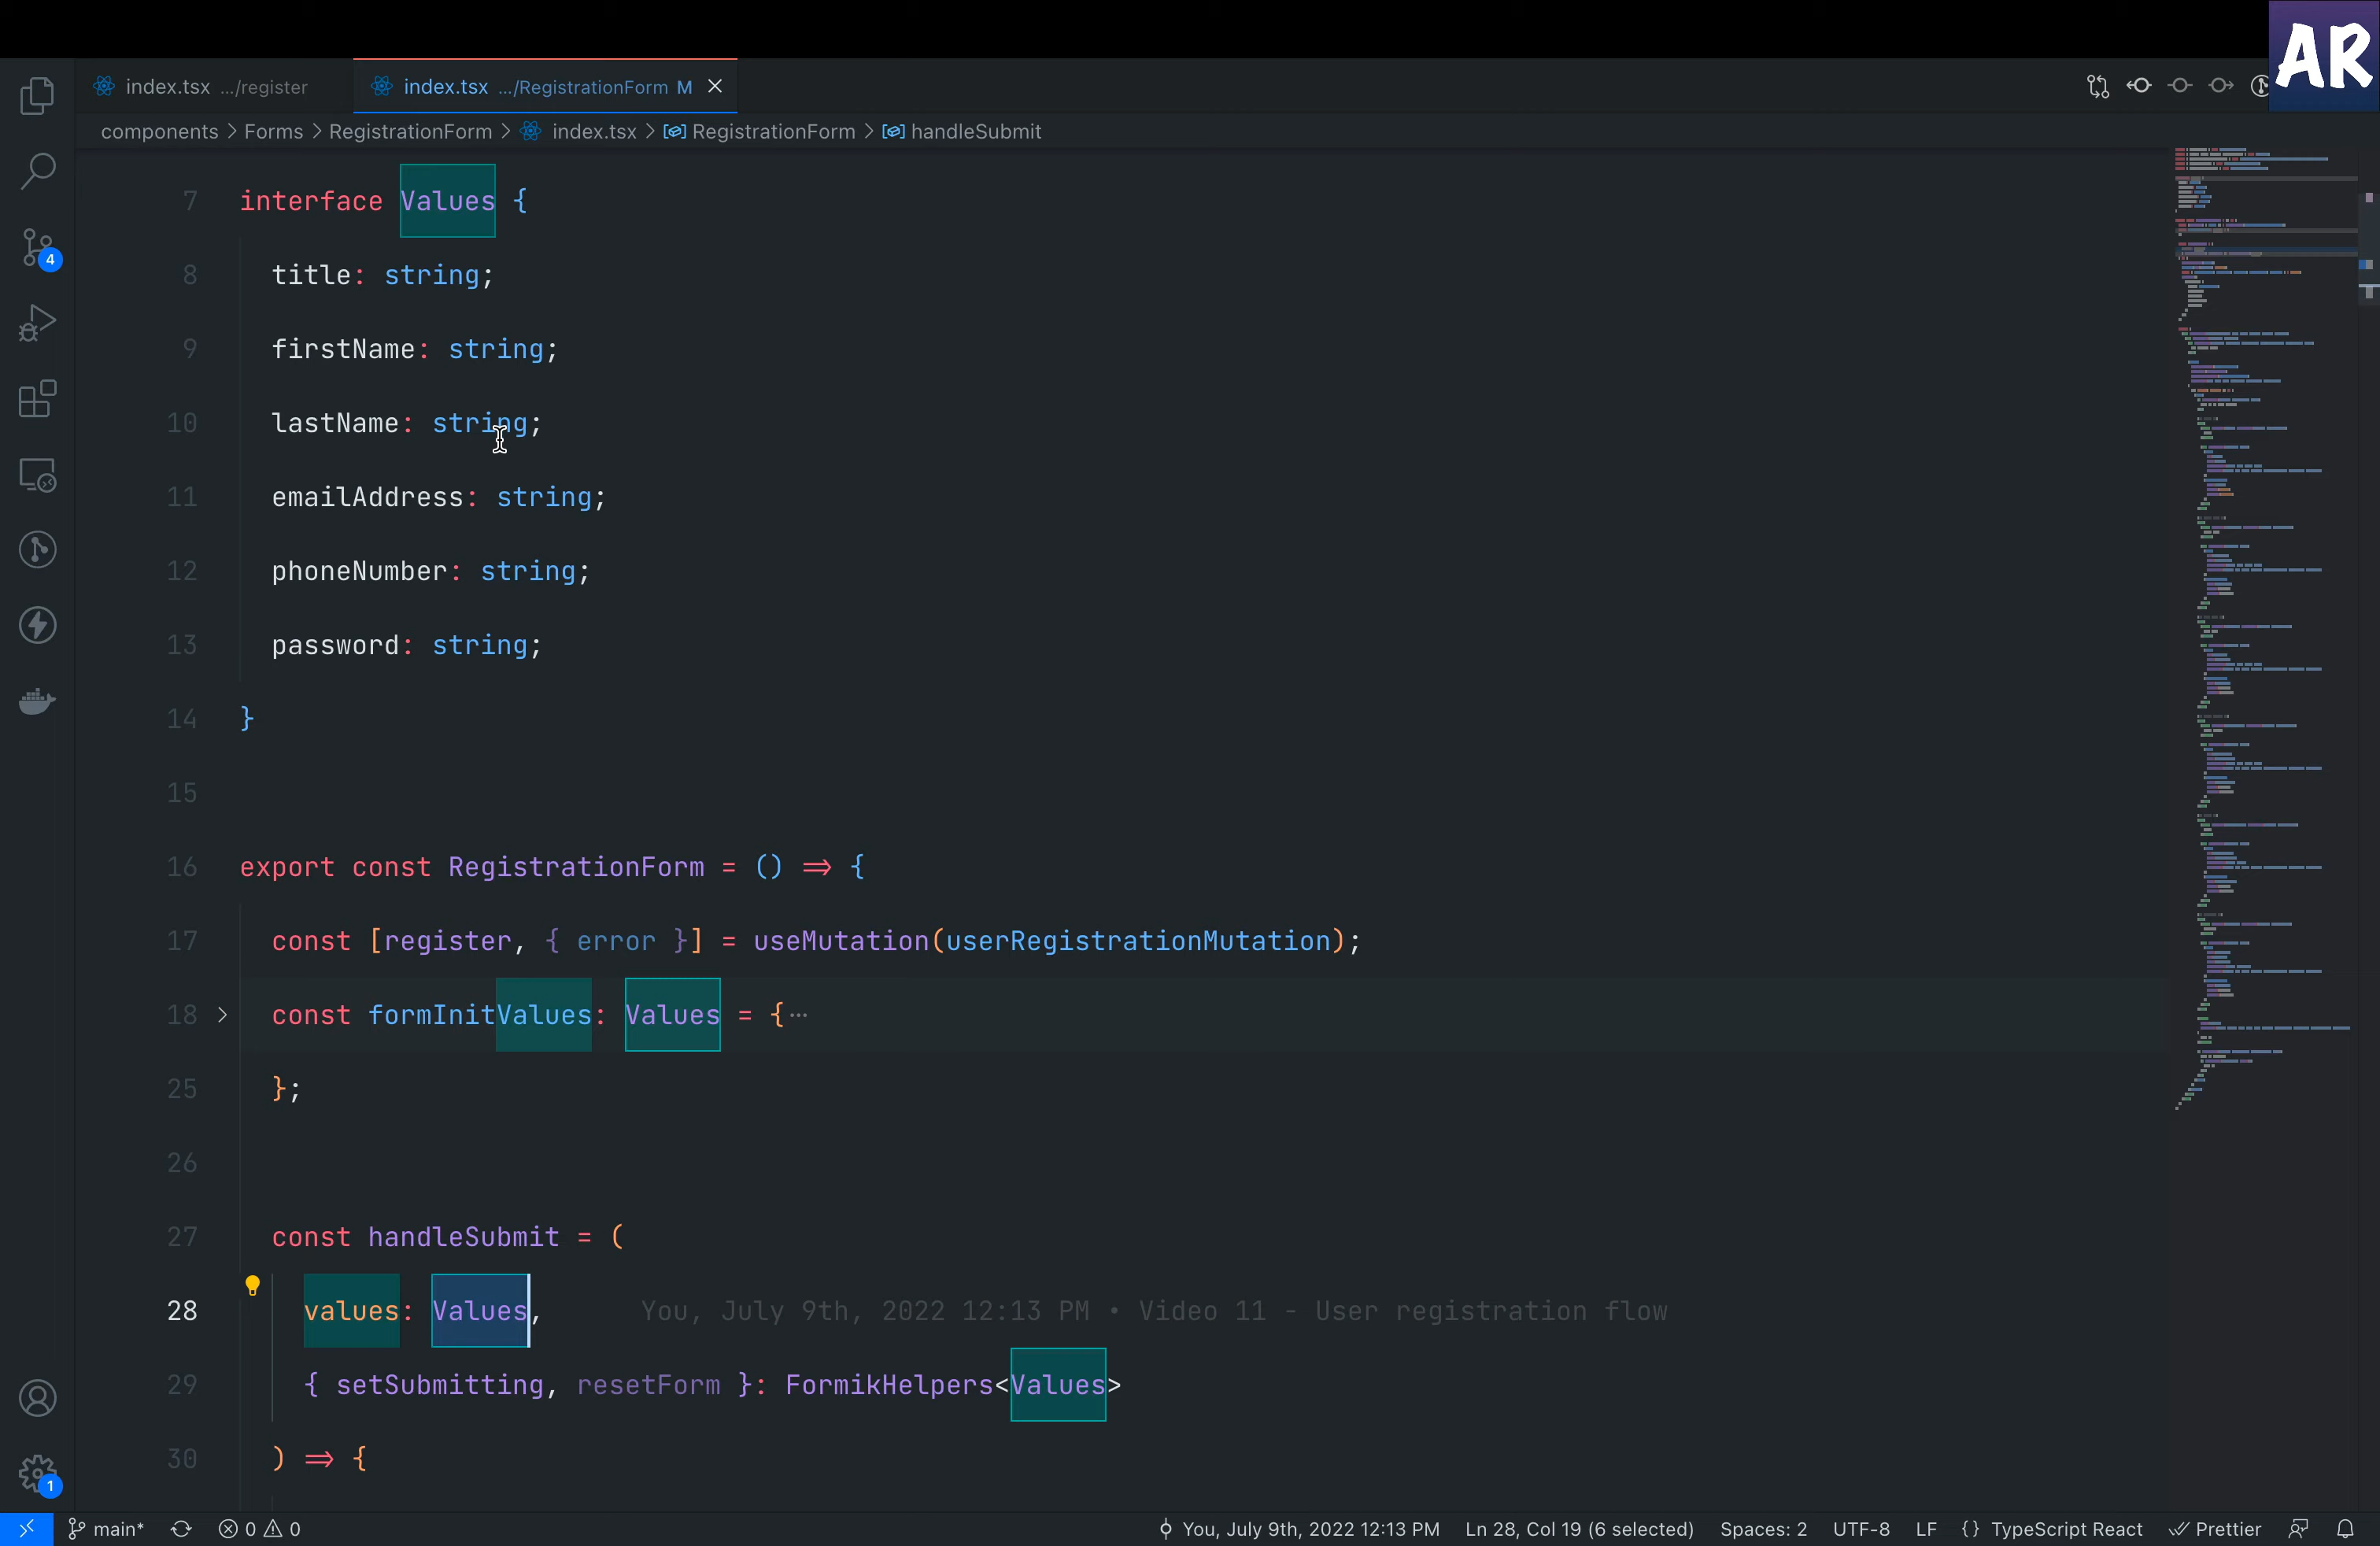 AR
index.tsx .../register
index.tsx .../RegistrationForm M
components > Forms > RegistrationForm > index.tsx > RegistrationForm > handleSubmit
7 interface Values {
8 title: string;
9 firstName: string;
10 lastName: string;
11 emailAddress: string;
12 phoneNumber: string;
13 password: string;
14 }
15
16 export const RegistrationForm = () => {
17 const [register, { error }] = useMutation(userRegistrationMutation);
18 const formInitValues: Values = {…
25 };
26
27 const handleSubmit = (
28 values: Values, You, July 9th, 2022 12:13 PM • Video 11 - User registration flow
29 { setSubmitting, resetForm }: FormikHelpers<Values>
30 ) => {
4
1
main* 0 0 You, July 9th, 2022 12:13 PM Ln 28, Col 19 (6 selected) Spaces: 2 UTF-8 LF {} TypeScript React Prettier